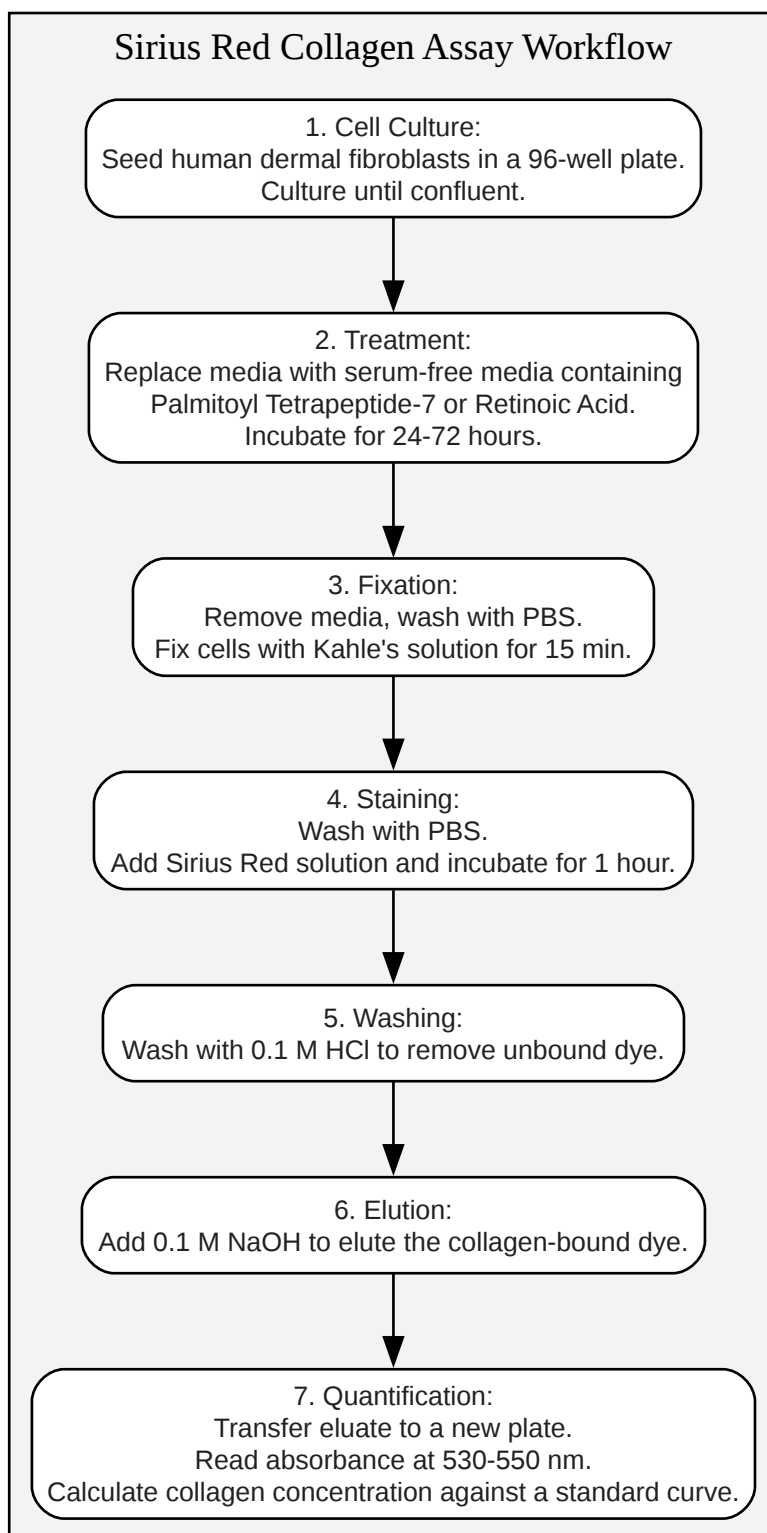 Sirius Red Collagen Assay Workflow
1. Cell Culture:
Seed human dermal fibroblasts in a 96-well plate.
Culture until confluent.
2. Treatment:
Replace media with serum-free media containing
Palmitoyl Tetrapeptide-7 or Retinoic Acid.
Incubate for 24-72 hours.
3. Fixation:
Remove media, wash with PBS.
Fix cells with Kahle's solution for 15 min.
4. Staining:
Wash with PBS.
Add Sirius Red solution and incubate for 1 hour.
5. Washing:
Wash with 0.1 M HCl to remove unbound dye.
6. Elution:
Add 0.1 M NaOH to elute the collagen-bound dye.
7. Quantification:
Transfer eluate to a new plate.
Read absorbance at 530-550 nm.
Calculate collagen concentration against a standard curve.